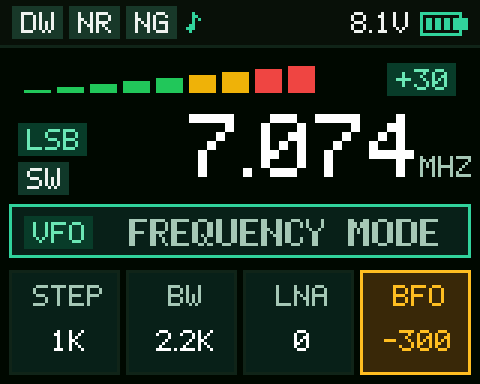 DW NR NG 8.1V
+30
LSB 7.074 MHZ
SW
VFO FREQUENCY MODE
STEP BW LNA BFO
1K 2.2K 0 -300